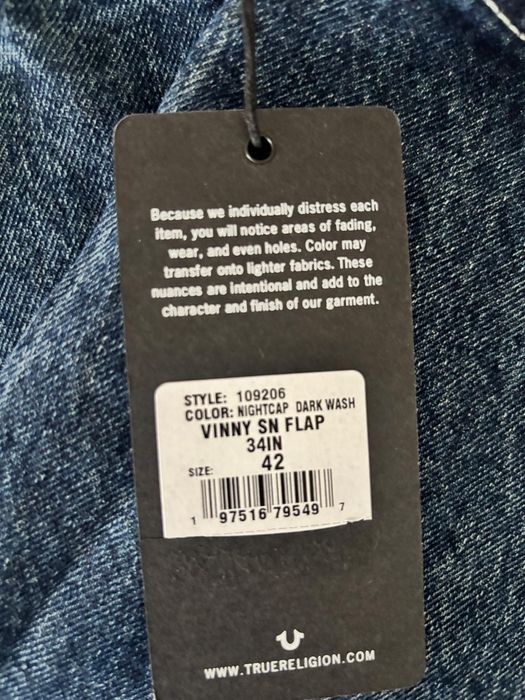 Because we individually distress each
item, you will notice areas of fading,
wear, and even holes. Color may
transfer onto lighter fabrics. These
nuances are intentional and add to the
character and finish of our garment.
STYLE: 109206
COLOR: NIGHTCAP DARK WASH
VINNY SN FLAP
34IN
SIZE: 42
1 97516 79549 7
WWW.TRUERELIGION.COM